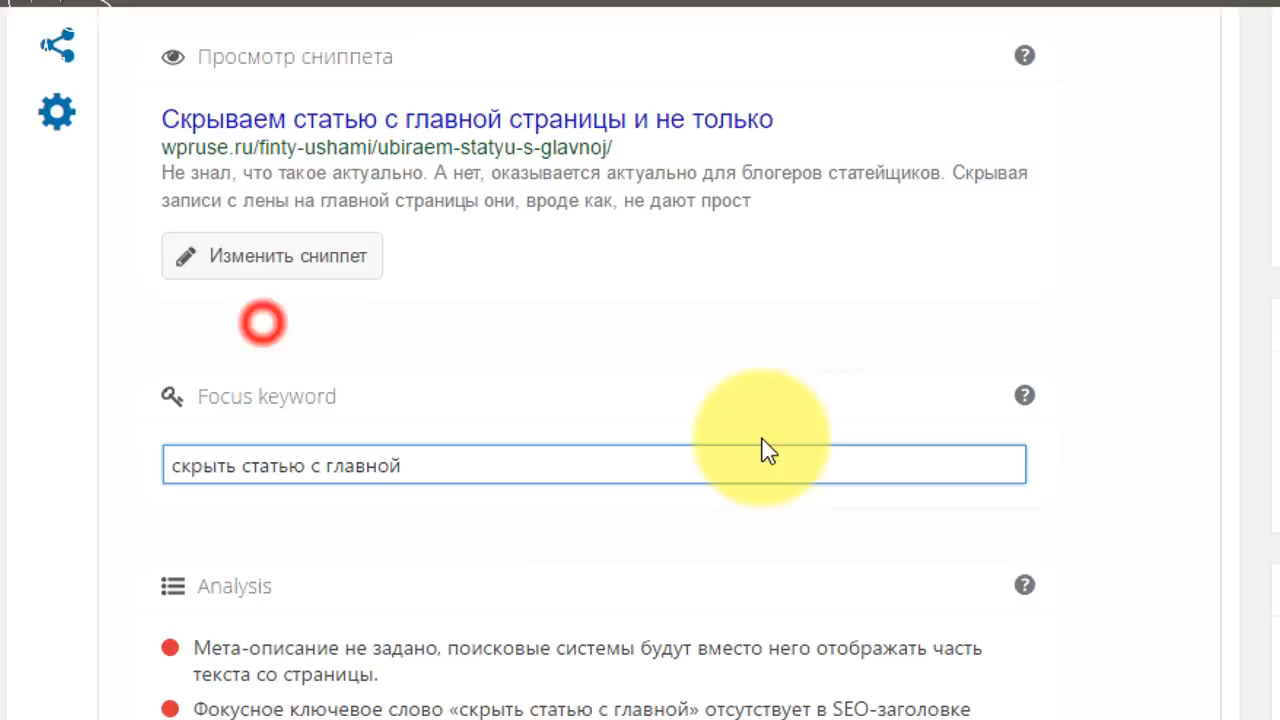 Просмотр сниппета
Скрываем статью с главной страницы и не только
wpruse.ru/finty-ushami/ubiraem-statyu-s-glavnoj/
Не знал, что такое актуально. А нет, оказывается актуально для блогеров статейщиков. Скрывая
записи с лены на главной страницы они, вроде как, не дают прост
Изменить сниппет
Focus keyword
скрыть статью с главной
Analysis
Мета-описание не задано, поисковые системы будут вместо него отображать часть
текста со страницы.
Фокусное ключевое слово «скрыть статью с главной» отсутствует в SEO-заголовке